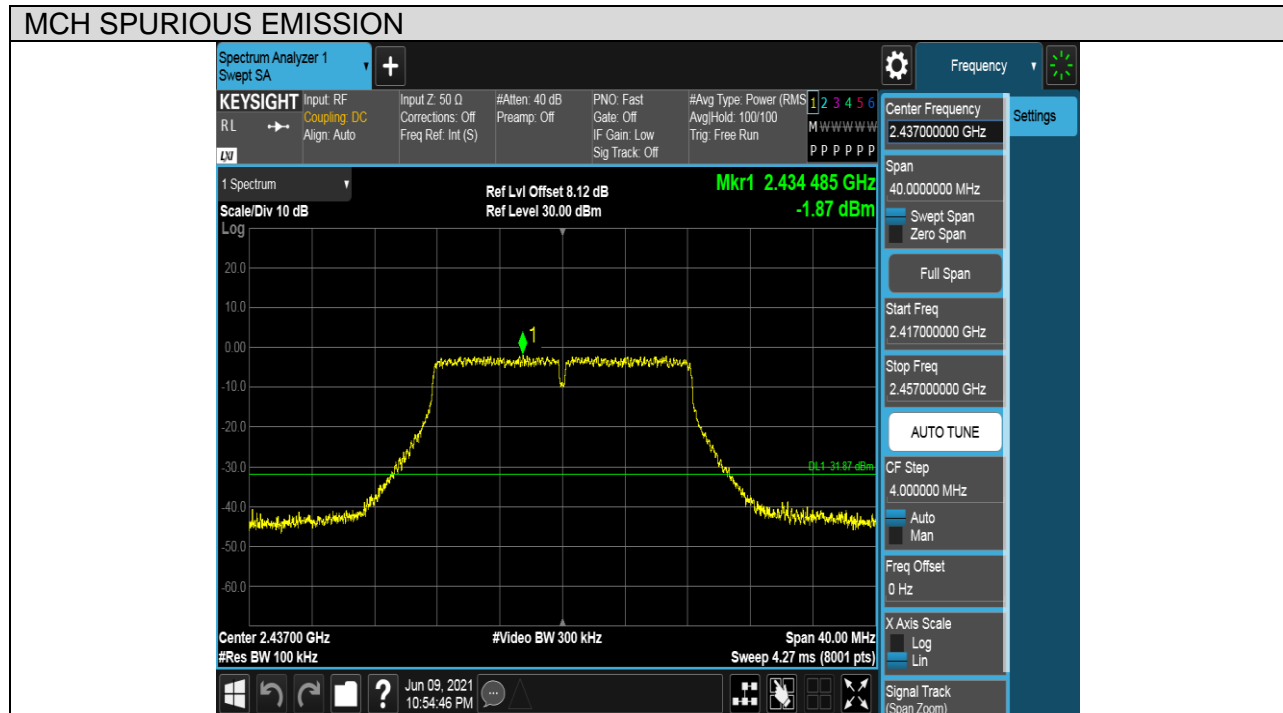 MCH SPURIOUS EMISSION
Spectrum Analyzer 1
Swept SA
Frequency
KEYSIGHT
RL
LXI
Input: RF
Coupling: DC
Align: Auto
Input Z: 50 Ω
Corrections: Off
Freq Ref: Int (S)
#Atten: 40 dB
Preamp: Off
PNO: Fast
Gate: Off
IF Gain: Low
Sig Track: Off
#Avg Type: Power (RMS
Avg|Hold: 100/100
Trig: Free Run
1 2 3 4 5 6
M W W W W W
P P P P P P
1 Spectrum
Scale/Div 10 dB
Ref Lvl Offset 8.12 dB
Ref Level 30.00 dBm
Mkr1 2.434 485 GHz
-1.87 dBm
Log
20.0
10.0
0.00
-10.0
-20.0
-30.0
-40.0
-50.0
-60.0
1
DL1 -31.87 dBm
Center 2.43700 GHz
#Res BW 100 kHz
#Video BW 300 kHz
Span 40.00 MHz
Sweep 4.27 ms (8001 pts)
?
Jun 09, 2021
10:54:46 PM
Center Frequency
2.437000000 GHz
Settings
Span
40.0000000 MHz
Swept Span
Zero Span
Full Span
Start Freq
2.417000000 GHz
Stop Freq
2.457000000 GHz
AUTO TUNE
CF Step
4.000000 MHz
Auto
Man
Freq Offset
0 Hz
X Axis Scale
Log
Lin
Signal Track
(Span Zoom)